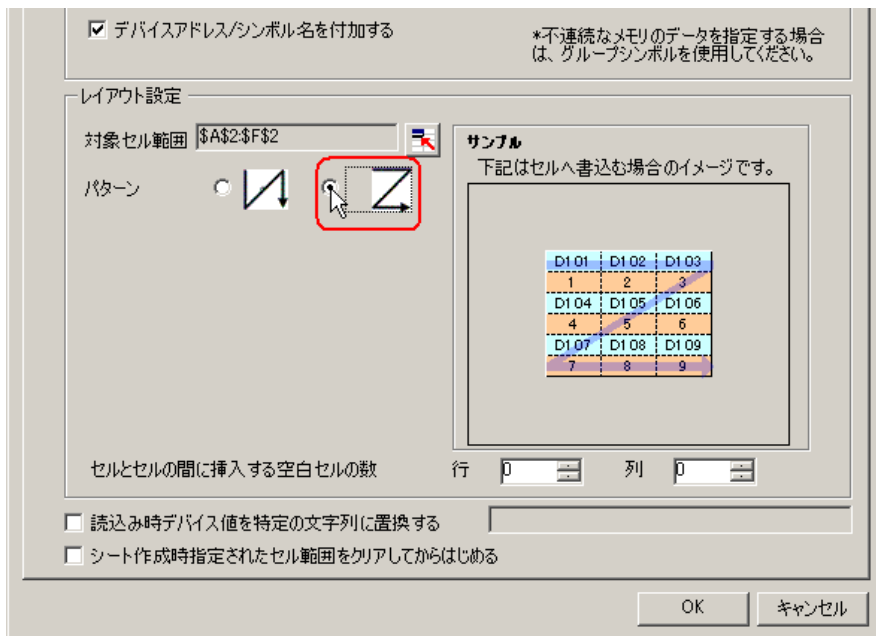 デバイスアドレス/シンボル名を付加する
*不連続なメモリのデータを指定する場合
は、グループシンボルを使用してください。
レイアウト設定
対象セル範囲 $A$2:$F$2
パターン
サンプル
下記はセルへ書込む場合のイメージです。
D101 D102 D103
1 2 3
D104 D105 D106
4 5 6
D107 D108 D109
7 8 9
セルとセルの間に挿入する空白セルの数 行 0 列 0
読込み時デバイス値を特定の文字列に置換する
シート作成時指定されたセル範囲をクリアしてからはじめる
OK キャンセル